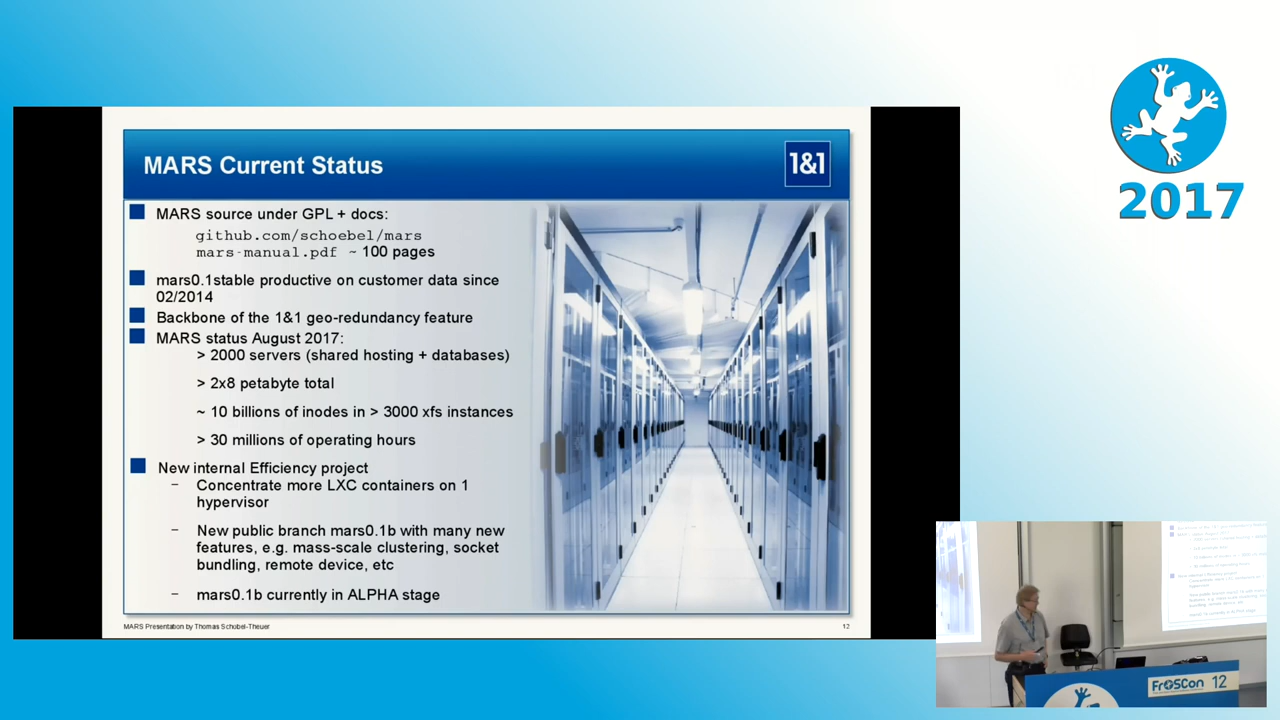 MARS Current Status
1&1
MARS source under GPL + docs:
github.com/schoebel/mars
mars-manual.pdf ~ 100 pages
mars0.1stable productive on customer data since
02/2014
Backbone of the 1&1 geo-redundancy feature
MARS status August 2017:
> 2000 servers (shared hosting + databases)
> 2x8 petabyte total
~ 10 billions of inodes in > 3000 xfs instances
> 30 millions of operating hours
New internal Efficiency project
– Concentrate more LXC containers on 1
hypervisor
– New public branch mars0.1b with many new
features, e.g. mass-scale clustering, socket
bundling, remote device, etc
– mars0.1b currently in ALPHA stage
MARS Presentation by Thomas Schöbel-Theuer
12
2017
FrOSCon 12